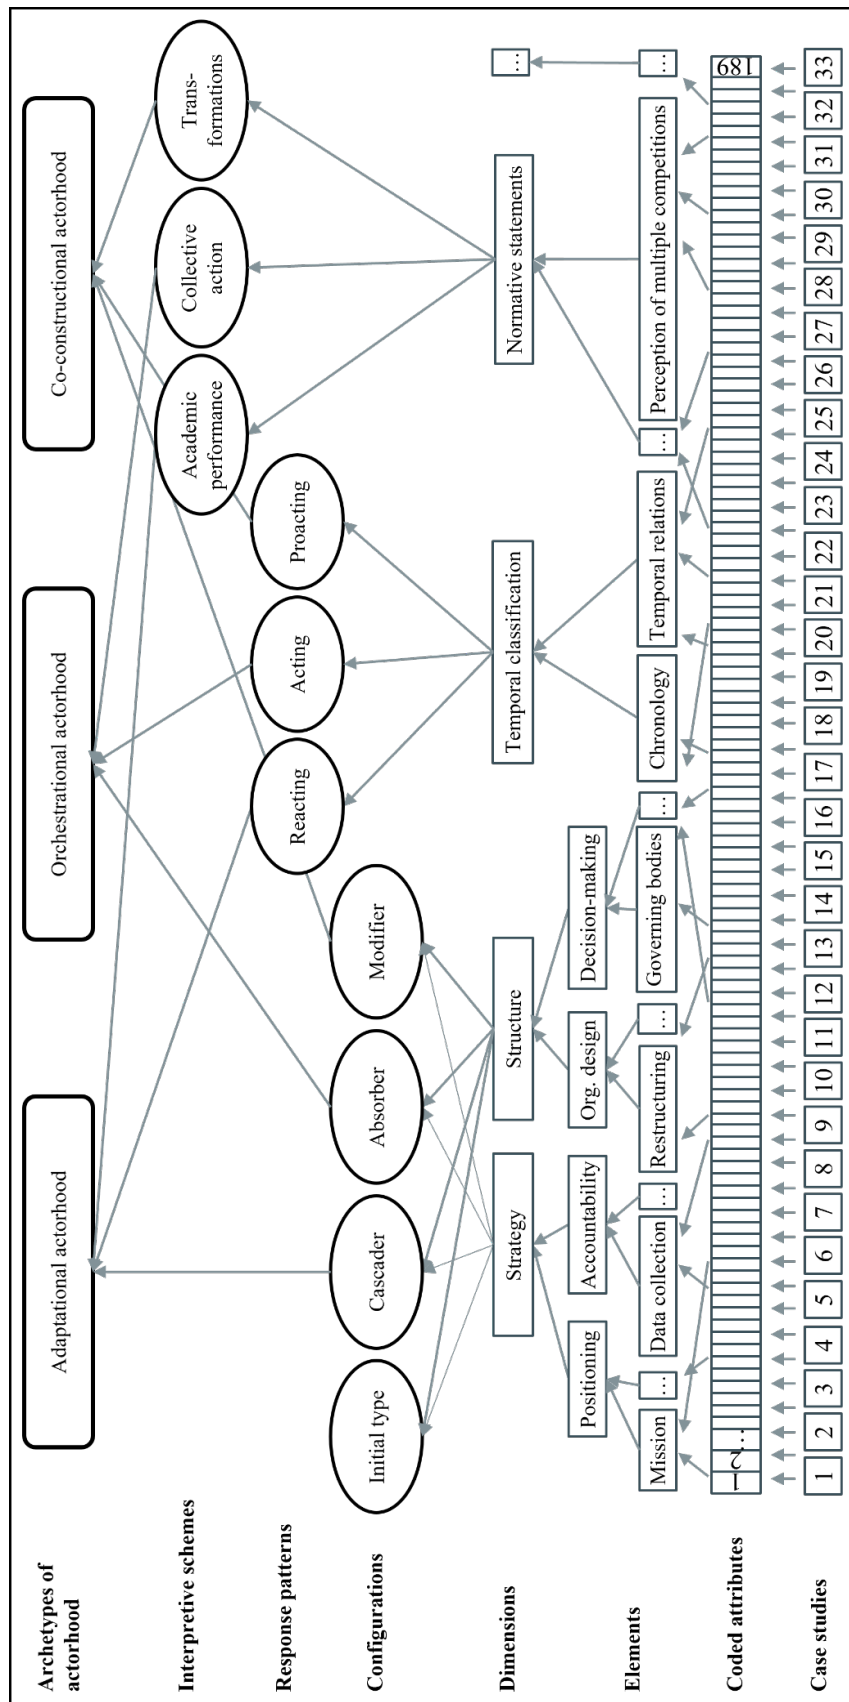 Archetypes of
actorhood
Adaptational actorhood
Orchestrational actorhood
Co-constructional actorhood
Interpretive schemes
Academic
performance
Collective
action
Trans-
formations
Response patterns
Reacting
Acting
Proacting
Configurations
Initial type
Cascader
Absorber
Modifier
Dimensions
Strategy
Structure
Temporal classification
Normative statements
...
Elements
Positioning
Accountability
Org. design
Decision-making
Mission
...
Data collection
...
Restructuring
...
Governing bodies
...
Chronology
Temporal relations
...
Perception of multiple competitions
...
Coded attributes
1
2
...
189
Case studies
1
2
3
4
5
6
7
8
9
10
11
12
13
14
15
16
17
18
19
20
21
22
23
24
25
26
27
28
29
30
31
32
33